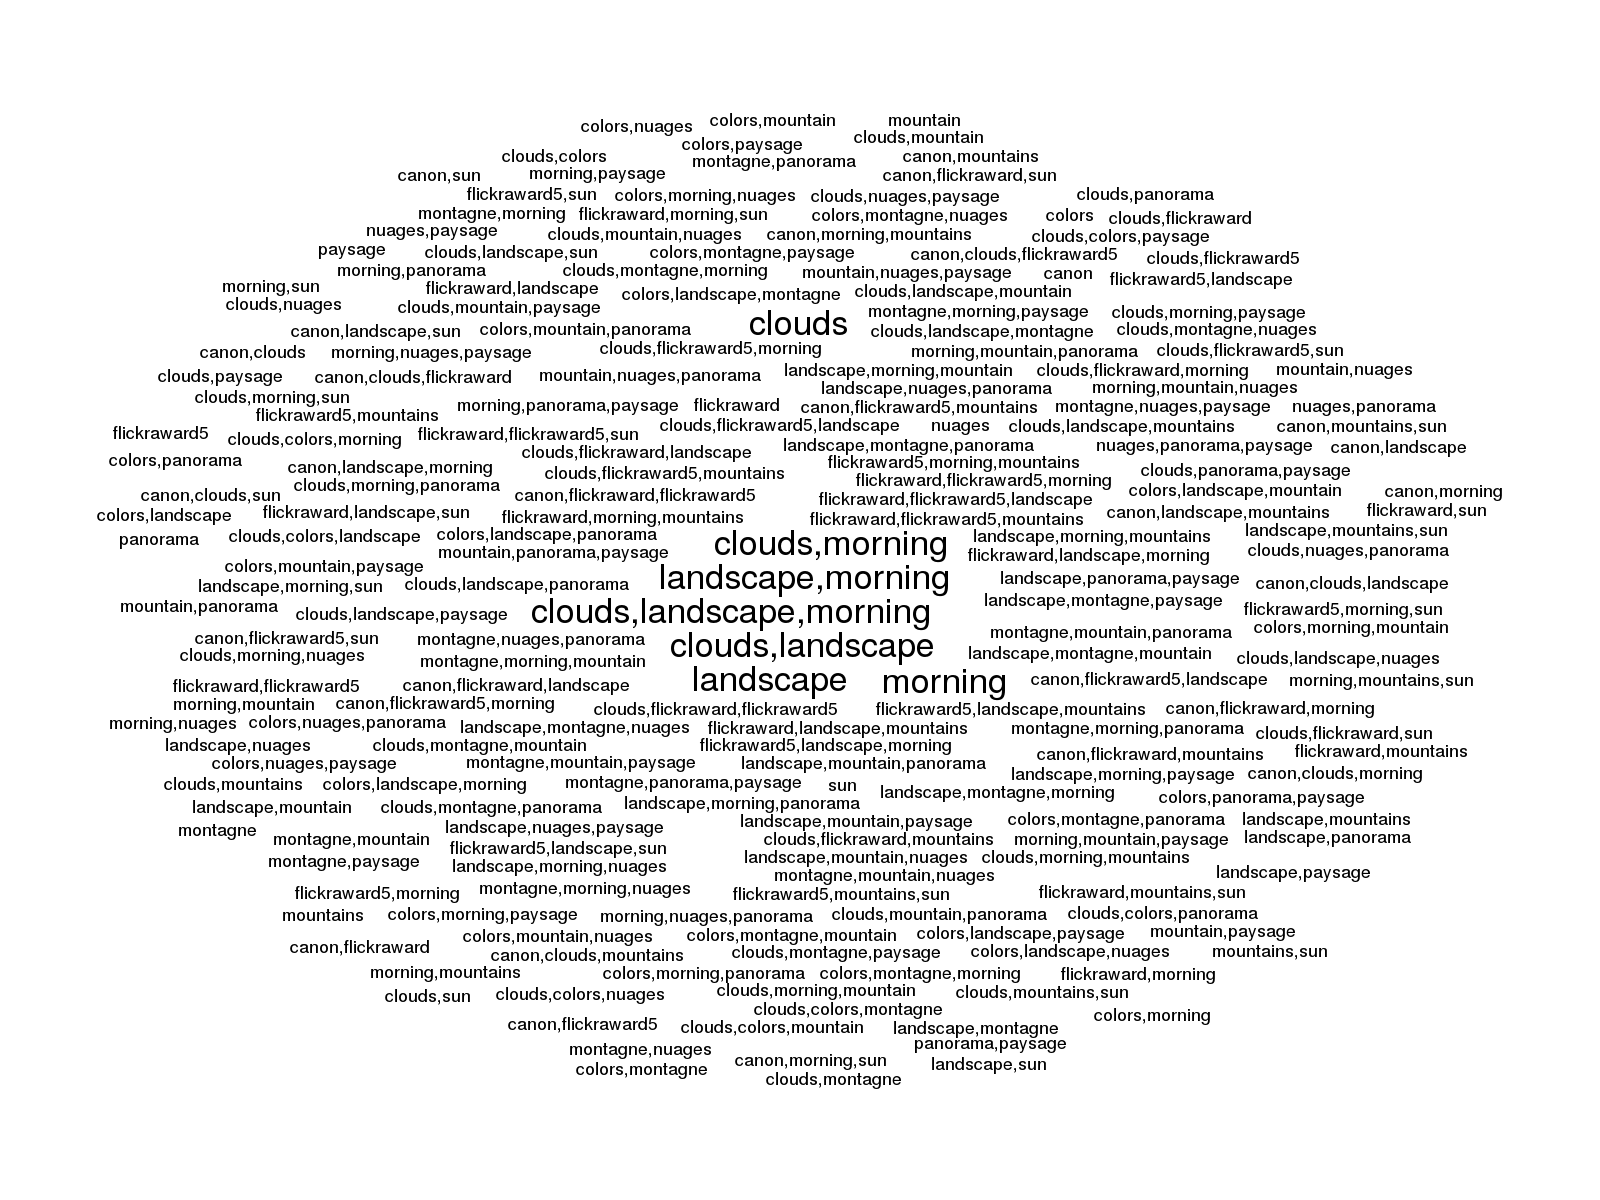 colors,nuages colors,mountain mountain
colors,paysage clouds,mountain
clouds,colors montagne,panorama canon,mountains
canon,sun morning,paysage canon,flickraward,sun
flickraward5,sun colors,morning,nuages clouds,nuages,paysage clouds,panorama
montagne,morning flickraward,morning,sun colors,montagne,nuages colors clouds,flickraward
nuages,paysage clouds,mountain,nuages canon,morning,mountains clouds,colors,paysage
paysage clouds,landscape,sun colors,montagne,paysage canon,clouds,flickraward5 clouds,flickraward5
morning,panorama clouds,montagne,morning mountain,nuages,paysage canon flickraward5,landscape
morning,sun flickraward,landscape colors,landscape,montagne clouds,landscape,mountain
clouds,nuages clouds,mountain,paysage montagne,morning,paysage clouds,morning,paysage
canon,landscape,sun colors,mountain,panorama clouds clouds,landscape,montagne clouds,montagne,nuages
canon,clouds morning,nuages,paysage clouds,flickraward5,morning morning,mountain,panorama clouds,flickraward5,sun
clouds,paysage canon,clouds,flickraward mountain,nuages,panorama landscape,morning,mountain clouds,flickraward,morning mountain,nuages
clouds,morning,sun landscape,nuages,panorama morning,mountain,nuages
flickraward5,mountains morning,panorama,paysage flickraward canon,flickraward5,mountains montagne,nuages,paysage nuages,panorama
flickraward5 clouds,colors,morning flickraward,flickraward5,sun clouds,flickraward5,landscape nuages clouds,landscape,mountains canon,mountains,sun
clouds,flickraward,landscape landscape,montagne,panorama nuages,panorama,paysage canon,landscape
colors,panorama canon,landscape,morning clouds,flickraward5,mountains flickraward5,morning,mountains clouds,panorama,paysage
clouds,morning,panorama flickraward,flickraward5,morning
canon,clouds,sun canon,flickraward,flickraward5 flickraward,flickraward5,landscape colors,landscape,mountain canon,morning
colors,landscape flickraward,landscape,sun flickraward,morning,mountains flickraward,flickraward5,mountains canon,landscape,mountains flickraward,sun
panorama clouds,colors,landscape colors,landscape,panorama clouds,morning landscape,morning,mountains landscape,mountains,sun
mountain,panorama,paysage flickraward,landscape,morning clouds,nuages,panorama
colors,mountain,paysage
landscape,morning,sun clouds,landscape,panorama landscape,morning landscape,panorama,paysage canon,clouds,landscape
mountain,panorama clouds,landscape,paysage clouds,landscape,morning landscape,montagne,paysage flickraward5,morning,sun
canon,flickraward5,sun montagne,nuages,panorama clouds,landscape montagne,mountain,panorama colors,morning,mountain
clouds,morning,nuages montagne,morning,mountain landscape,montagne,mountain clouds,landscape,nuages
flickraward,flickraward5 canon,flickraward,landscape landscape morning canon,flickraward5,landscape morning,mountains,sun
morning,mountain canon,flickraward5,morning clouds,flickraward,flickraward5 flickraward5,landscape,mountains canon,flickraward,morning
morning,nuages colors,nuages,panorama landscape,montagne,nuages flickraward,landscape,mountains montagne,morning,panorama clouds,flickraward,sun
landscape,nuages clouds,montagne,mountain flickraward5,landscape,morning canon,flickraward,mountains flickraward,mountains
colors,nuages,paysage montagne,mountain,paysage landscape,mountain,panorama landscape,morning,paysage canon,clouds,morning
clouds,mountains colors,landscape,morning montagne,panorama,paysage sun landscape,montagne,morning colors,panorama,paysage
landscape,mountain clouds,montagne,panorama landscape,morning,panorama
montagne landscape,nuages,paysage landscape,mountain,paysage colors,montagne,panorama landscape,mountains
montagne,mountain flickraward5,landscape,sun clouds,flickraward,mountains morning,mountain,paysage landscape,panorama
montagne,paysage landscape,morning,nuages landscape,mountain,nuages clouds,morning,mountains
montagne,mountain,nuages landscape,paysage
flickraward5,morning montagne,morning,nuages flickraward5,mountains,sun flickraward,mountains,sun
mountains colors,morning,paysage morning,nuages,panorama clouds,mountain,panorama clouds,colors,panorama
canon,flickraward colors,mountain,nuages colors,montagne,mountain colors,landscape,paysage mountain,paysage
canon,clouds,mountains clouds,montagne,paysage colors,landscape,nuages mountains,sun
morning,mountains colors,morning,panorama colors,montagne,morning flickraward,morning
clouds,sun clouds,colors,nuages clouds,morning,mountain clouds,mountains,sun
clouds,colors,montagne colors,morning
canon,flickraward5 clouds,colors,mountain landscape,montagne
montagne,nuages panorama,paysage
colors,montagne canon,morning,sun landscape,sun
clouds,montagne